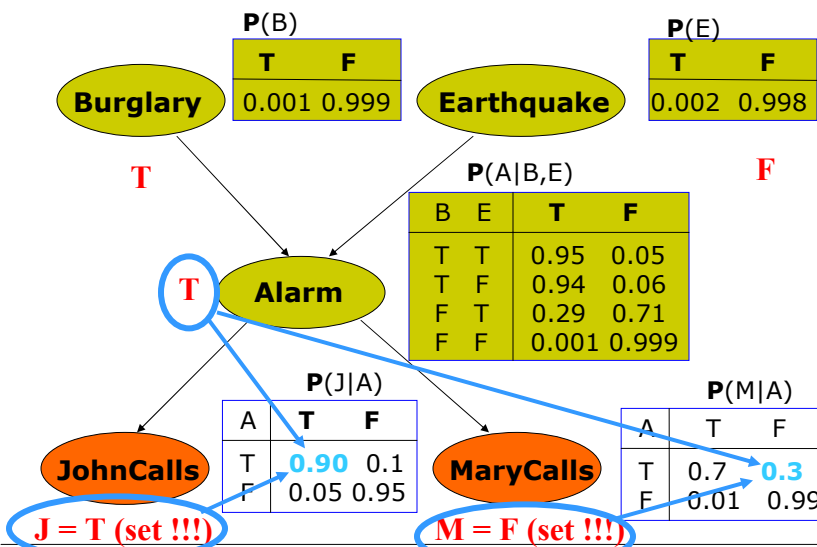 P(B)
T F
0.001 0.999
P(E)
T F
0.002 0.998
Burglary
Earthquake
T
F
P(A|B,E)
B E T F
T T 0.95 0.05
T F 0.94 0.06
F T 0.29 0.71
F F 0.001 0.999
T
Alarm
P(J|A)
A T F
T 0.90 0.1
F 0.05 0.95
P(M|A)
A T F
T 0.7 0.3
F 0.01 0.99
JohnCalls
MaryCalls
J = T (set !!!)
M = F (set !!!)